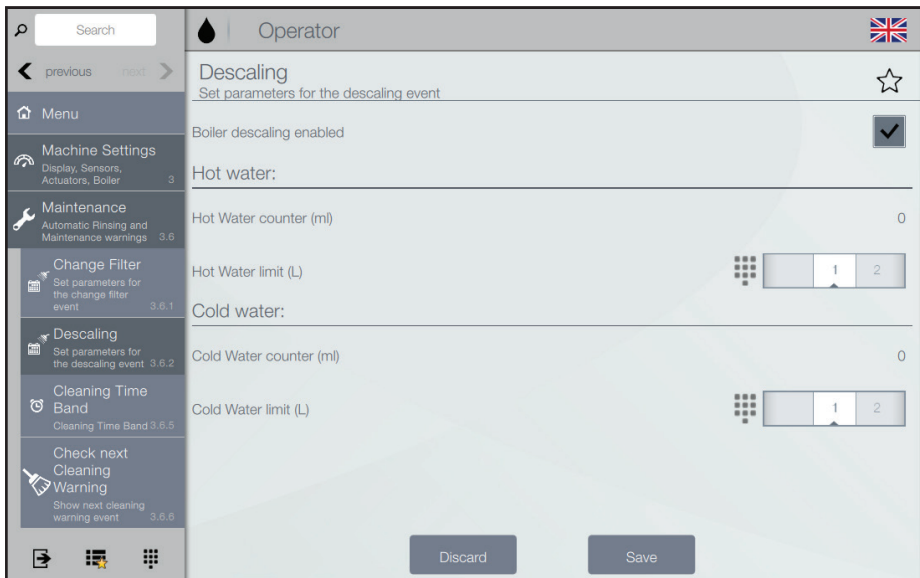 Search
previous next
Menu
Machine Settings
Display, Sensors,
Actuators, Boiler 3
Maintenance
Automatic Rinsing and
Maintenance warnings 3.6
Change Filter
Set parameters for
the change filter
event 3.6.1
Descaling
Set parameters for
the descaling event 3.6.2
Cleaning Time
Band
Cleaning Time Band 3.6.5
Check next
Cleaning
Warning
Show next cleaning
warning event 3.6.6
Operator
Descaling
Set parameters for the descaling event
Boiler descaling enabled
Hot water:
Hot Water counter (ml) 0
Hot Water limit (L) 1 2
Cold water:
Cold Water counter (ml) 0
Cold Water limit (L) 1 2
Discard Save